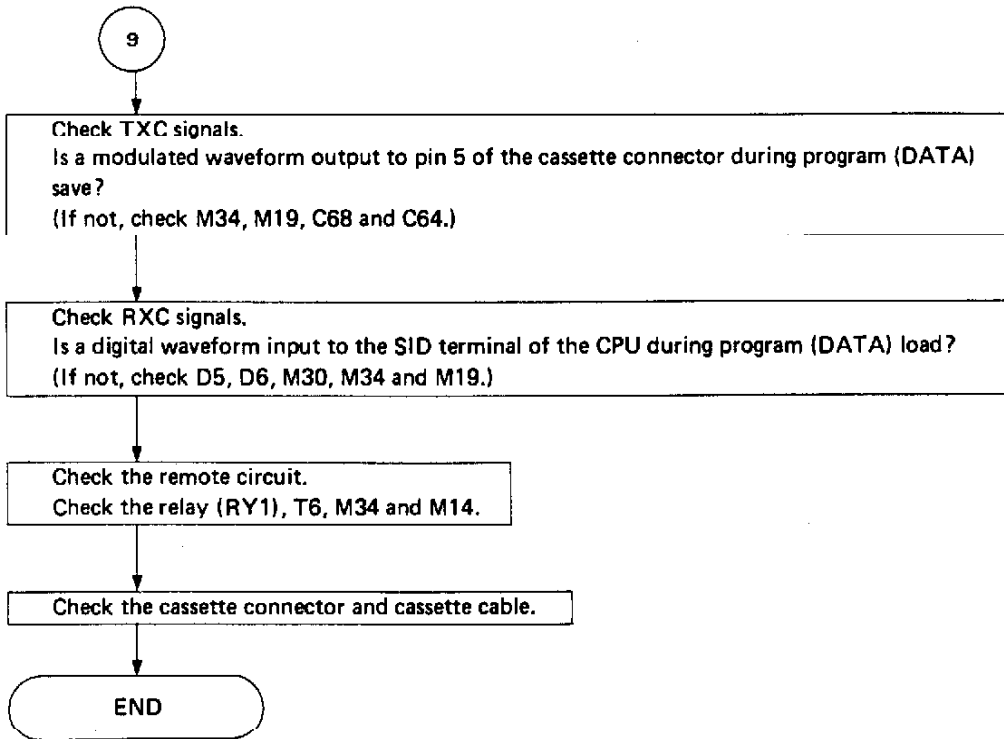 9
Check TXC signals.
Is a modulated waveform output to pin 5 of the cassette connector during program (DATA)
save?
(If not, check M34, M19, C68 and C64.)
Check RXC signals.
Is a digital waveform input to the SID terminal of the CPU during program (DATA) load?
(If not, check D5, D6, M30, M34 and M19.)
Check the remote circuit.
Check the relay (RY1), T6, M34 and M14.
Check the cassette connector and cassette cable.
END